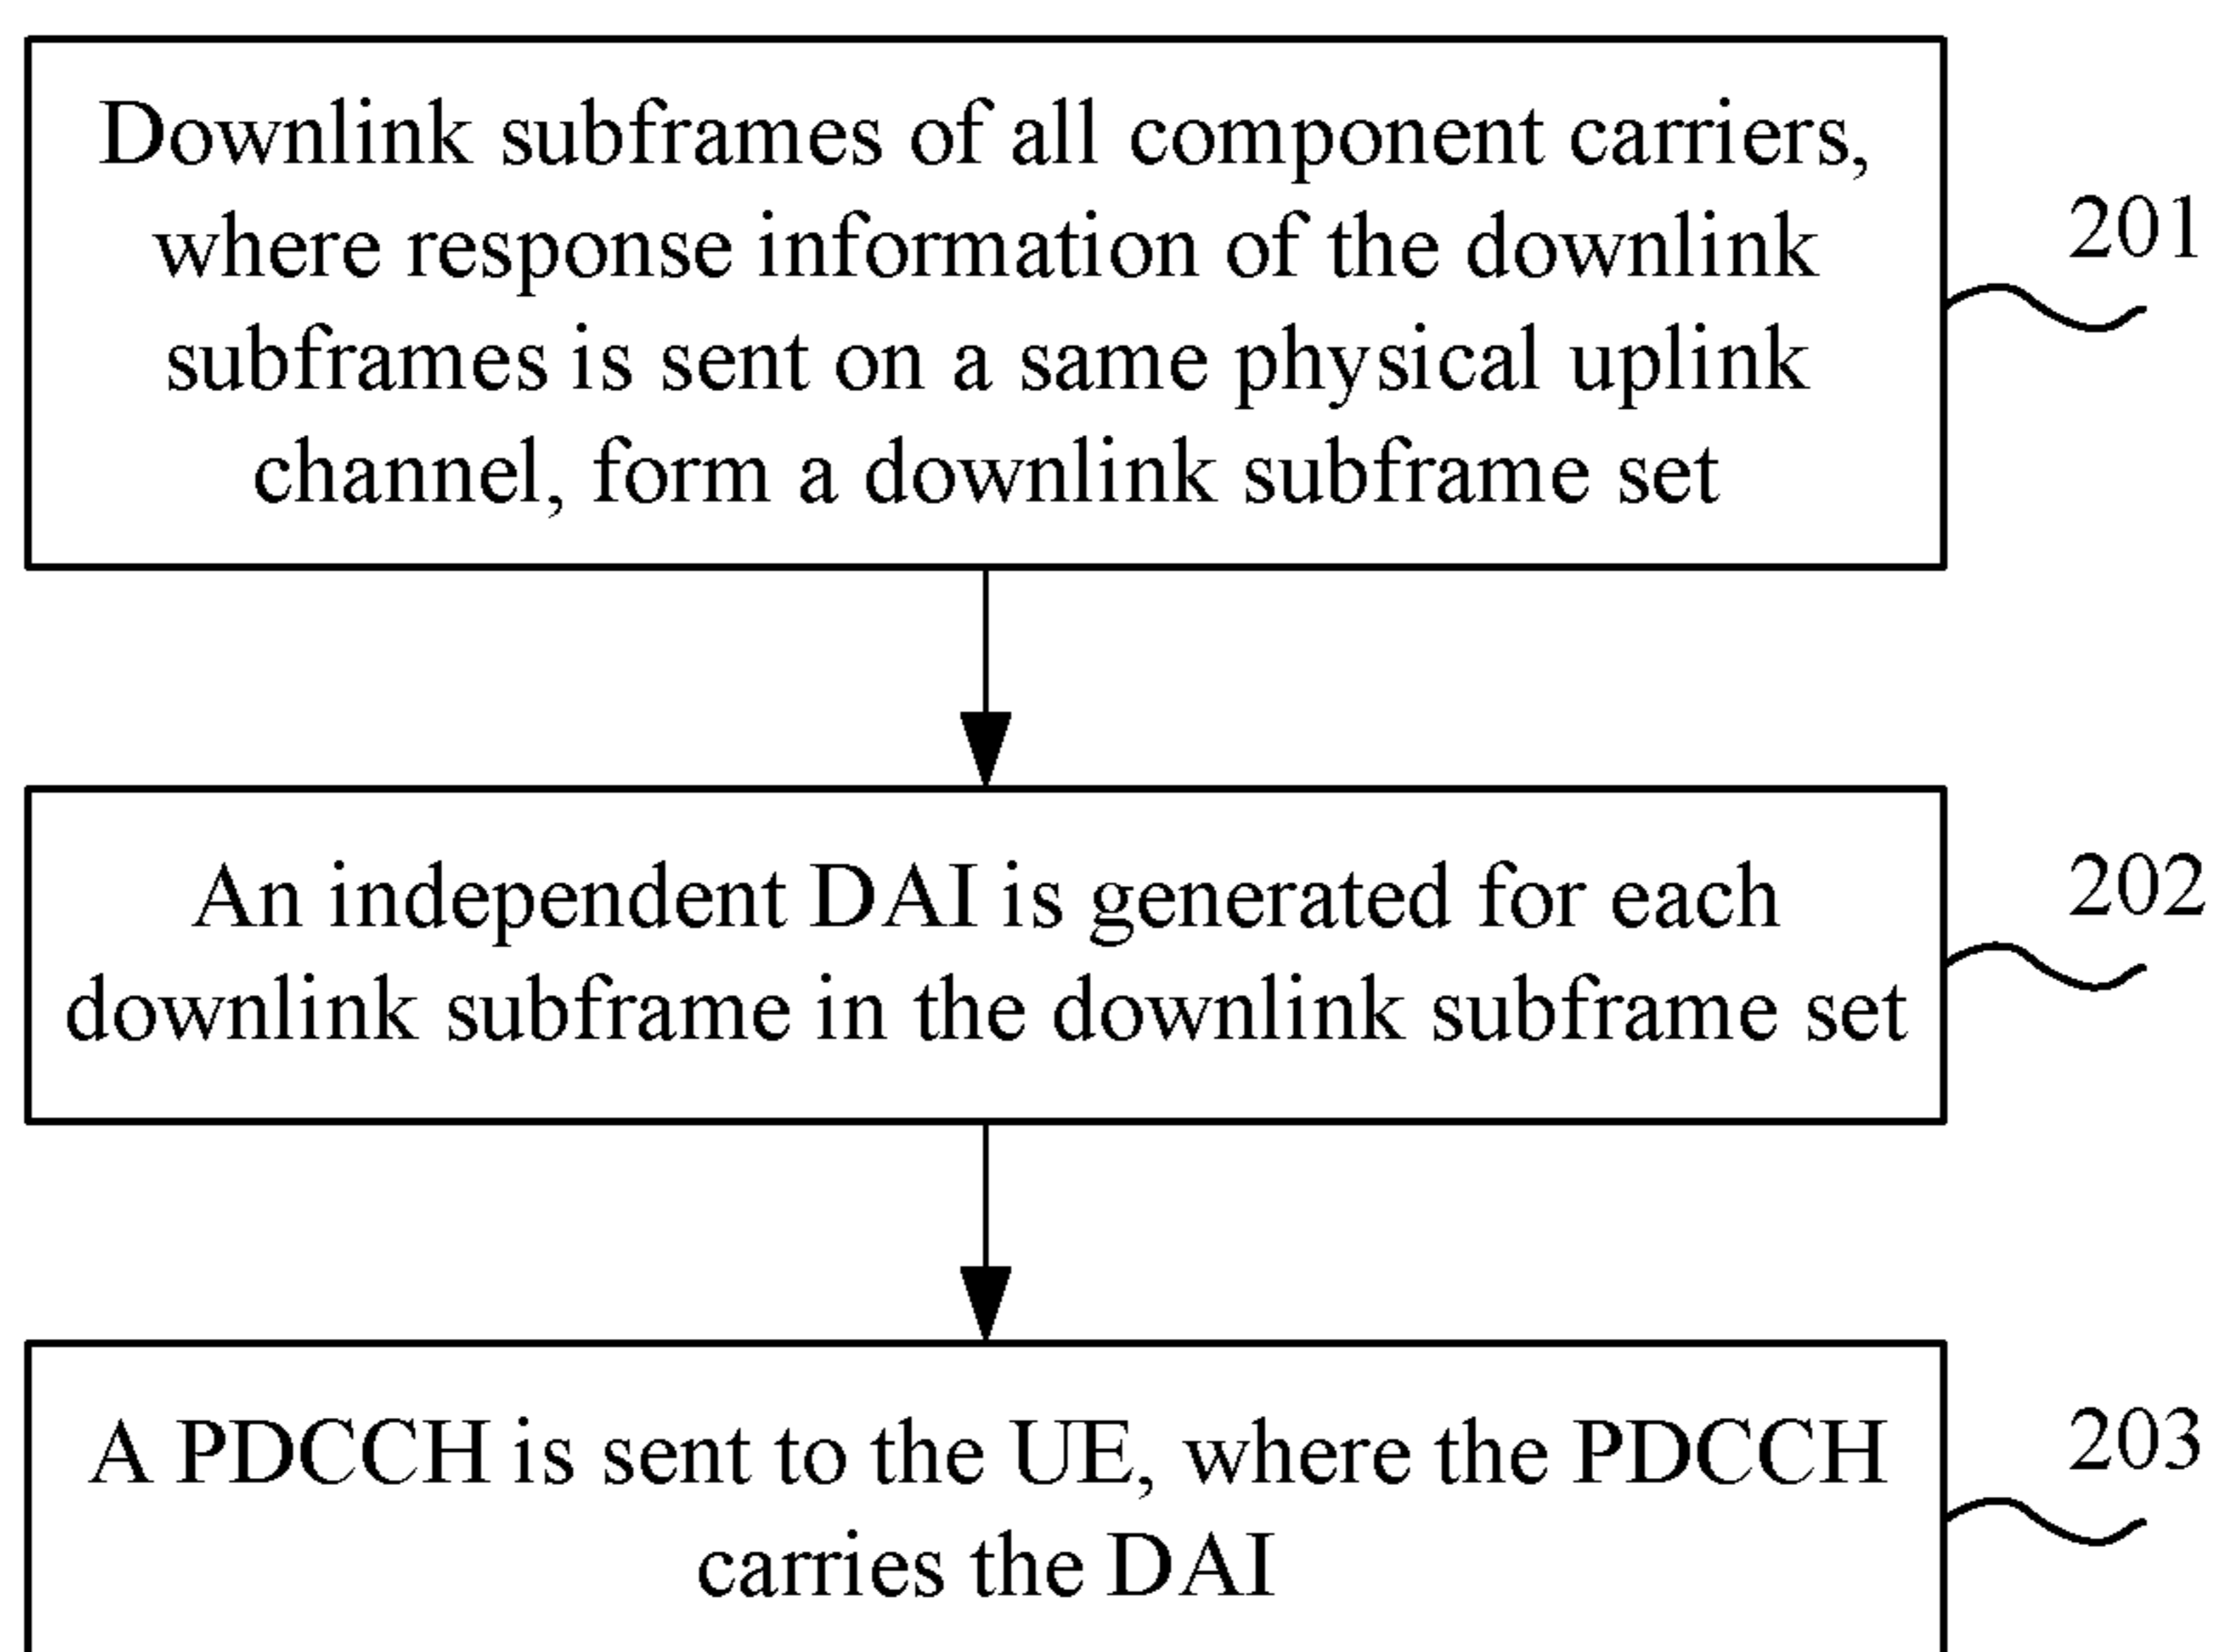 Downlink subframes of all component carriers,
where response information of the downlink
subframes is sent on a same physical uplink
channel, form a downlink subframe set
201
An independent DAI is generated for each
downlink subframe in the downlink subframe set
202
A PDCCH is sent to the UE, where the PDCCH
carries the DAI
203